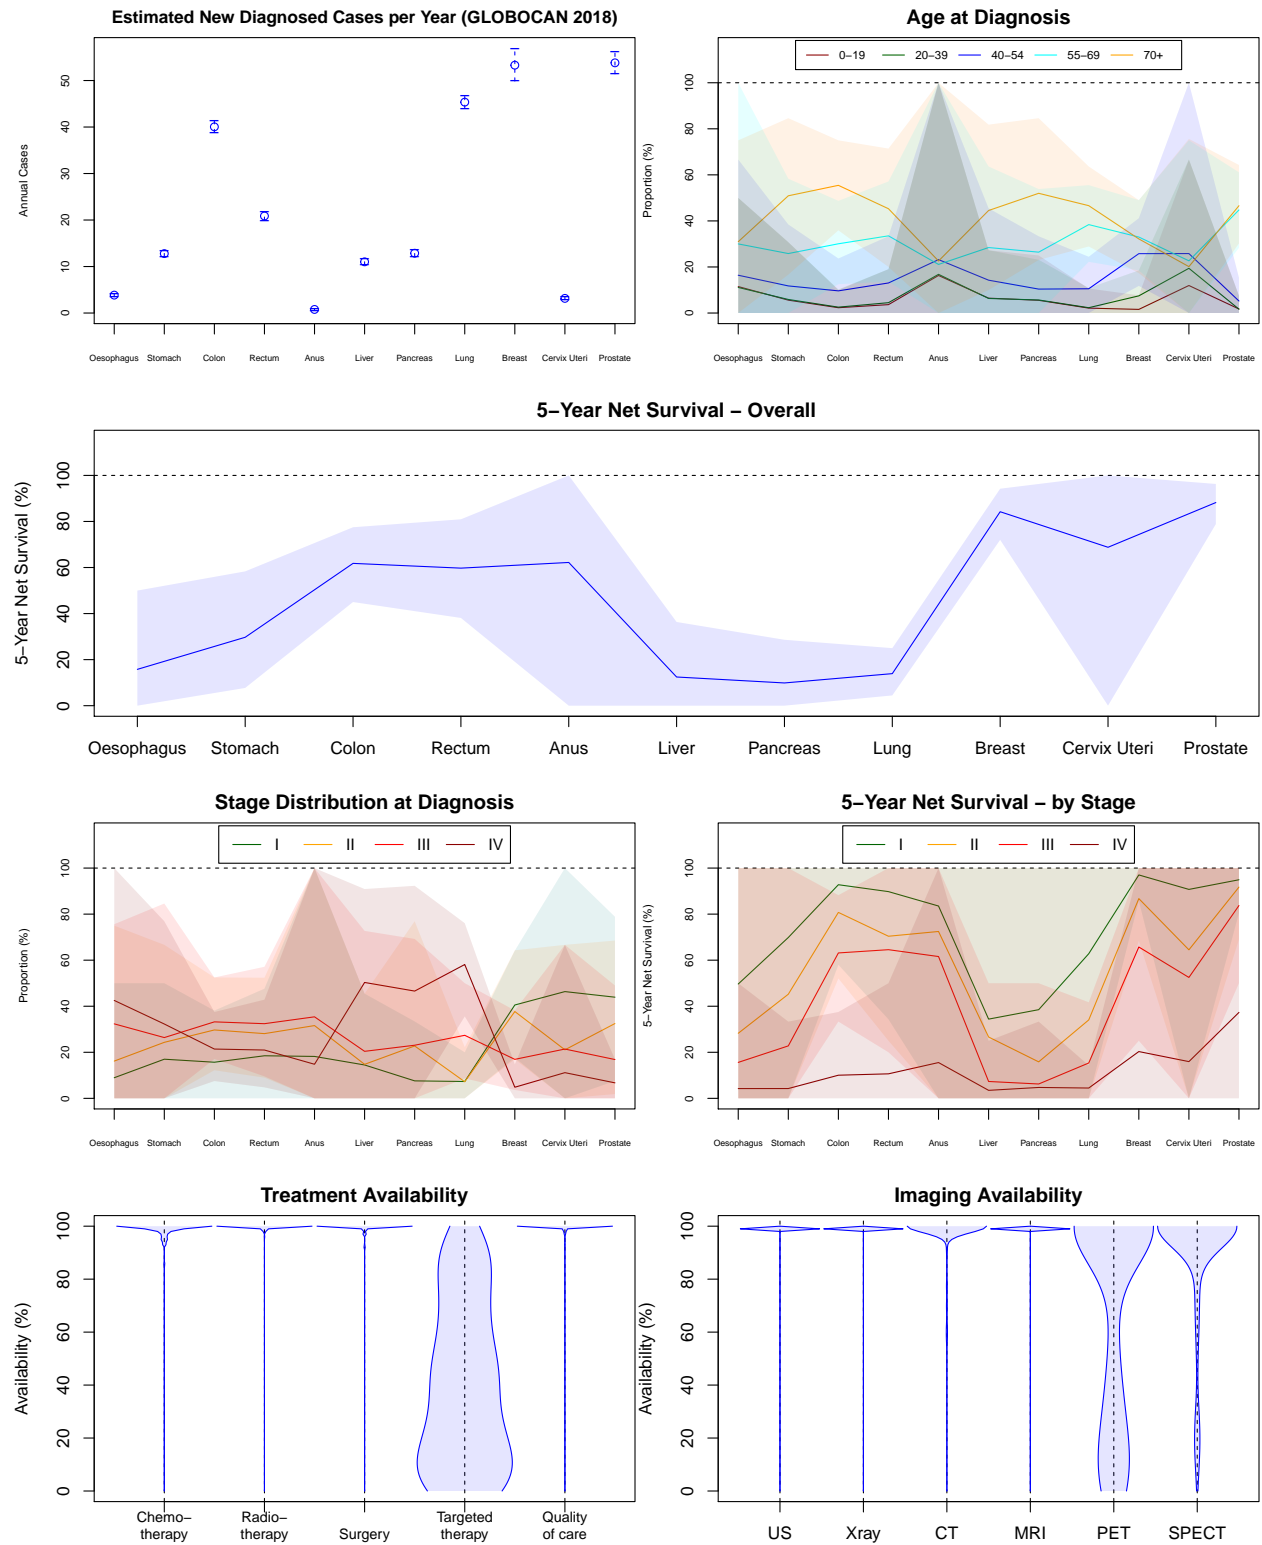 Estimated New Diagnosed Cases per Year (GLOBOCAN 2018)
Annual Cases
0
10
20
30
40
50
Oesophagus Stomach Colon Rectum Anus Liver Pancreas Lung Breast Cervix Uteri Prostate
Age at Diagnosis
0−19 20−39 40−54 55−69 70+
Proportion (%)
0
20
40
60
80
100
Oesophagus Stomach Colon Rectum Anus Liver Pancreas Lung Breast Cervix Uteri Prostate
5−Year Net Survival − Overall
5−Year Net Survival (%)
0
20
40
60
80
100
Oesophagus Stomach Colon Rectum Anus Liver Pancreas Lung Breast Cervix Uteri Prostate
Stage Distribution at Diagnosis
I II III IV
Proportion (%)
0
20
40
60
80
100
Oesophagus Stomach Colon Rectum Anus Liver Pancreas Lung Breast Cervix Uteri Prostate
5−Year Net Survival − by Stage
I II III IV
5−Year Net Survival (%)
0
20
40
60
80
100
Oesophagus Stomach Colon Rectum Anus Liver Pancreas Lung Breast Cervix Uteri Prostate
Treatment Availability
Availability (%)
0
20
40
60
80
100
Chemo−
therapy
Radio−
therapy
Surgery
Targeted
therapy
Quality
of care
Imaging Availability
Availability (%)
0
20
40
60
80
100
US Xray CT MRI PET SPECT